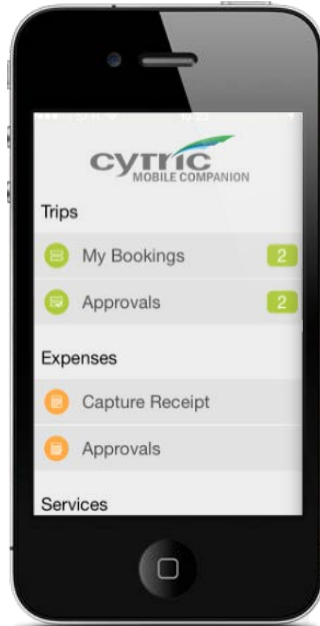 cytric
MOBILE COMPANION
Trips
My Bookings 2
Approvals 2
Expenses
Capture Receipt
Approvals
Services